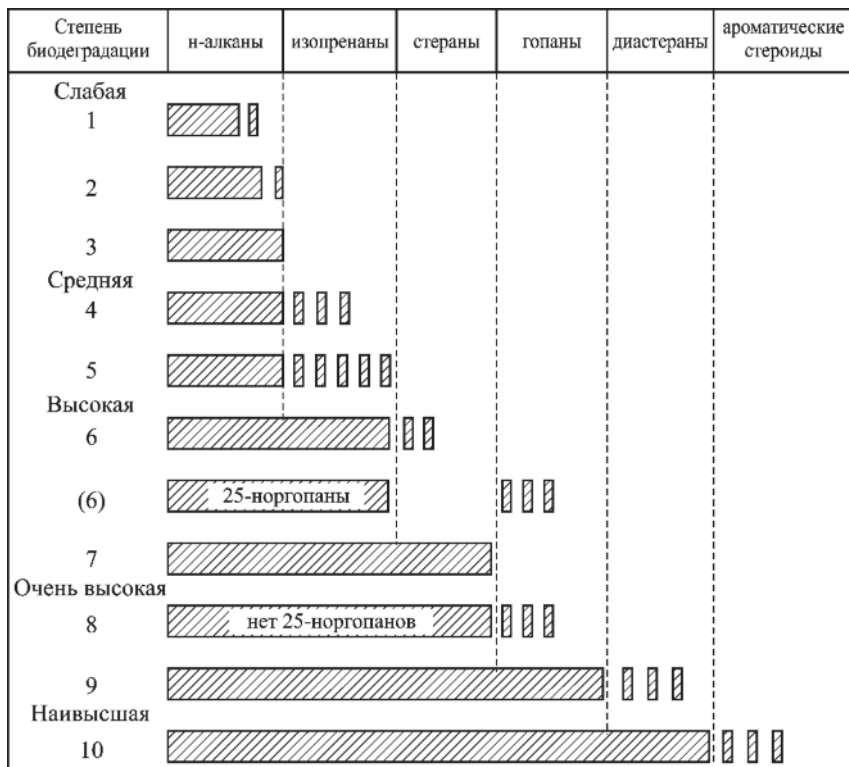 Степень
биодеградации
н-алканы
изопренаны
стераны
гопаны
диастераны
ароматические
стероиды
Слабая
1
2
3
Средняя
4
5
Высокая
6
(6)
25-норгопаны
7
Очень высокая
8
нет 25-норгопанов
9
Наивысшая
10